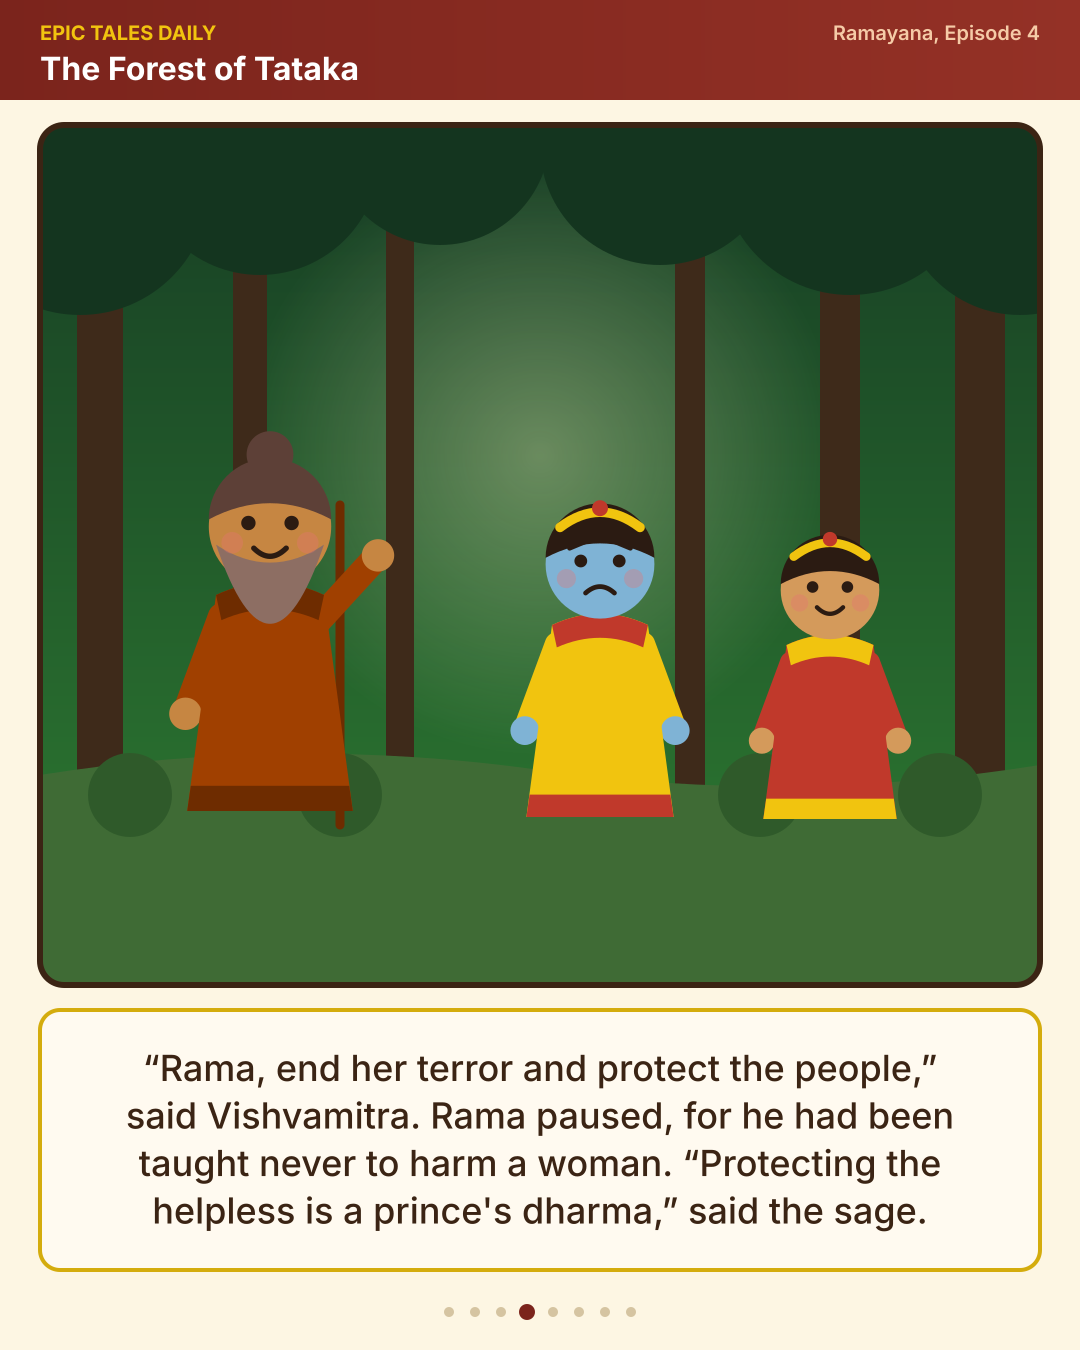 EPIC TALES DAILY
Ramayana, Episode 4
The Forest of Tataka
“Rama, end her terror and protect the people,”
said Vishvamitra. Rama paused, for he had been
taught never to harm a woman. “Protecting the
helpless is a prince's dharma,” said the sage.